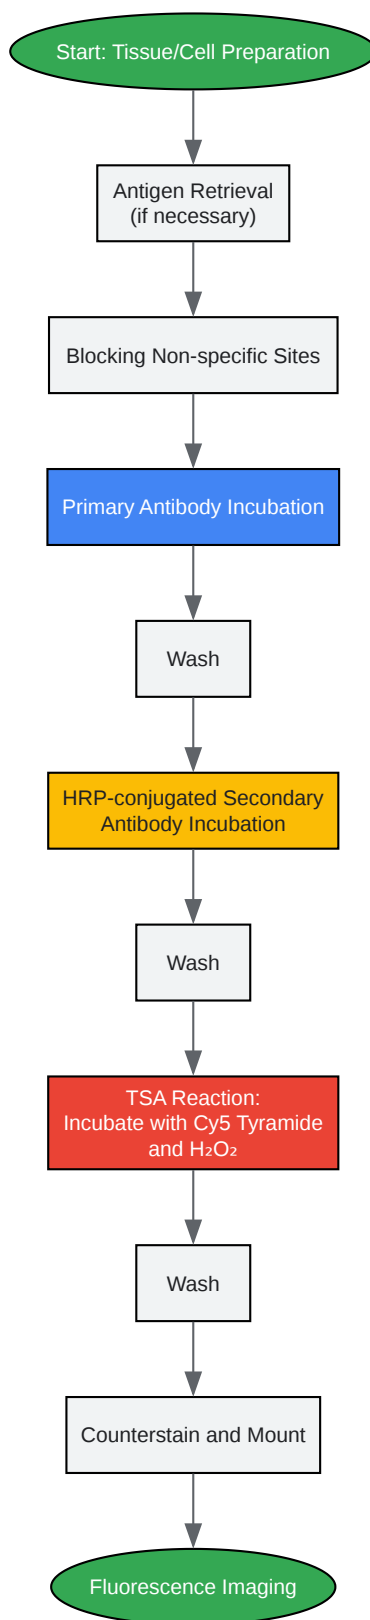 Start: Tissue/Cell Preparation
Antigen Retrieval
(if necessary)
Blocking Non-specific Sites
Primary Antibody Incubation
Wash
HRP-conjugated Secondary
Antibody Incubation
Wash
TSA Reaction:
Incubate with Cy5 Tyramide
and H₂O₂
Wash
Counterstain and Mount
Fluorescence Imaging